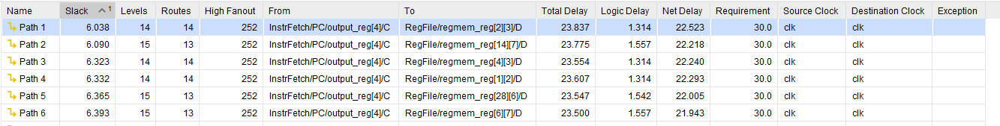 Name Slack 1 Levels Routes High Fanout From To Total Delay Logic Delay Net Delay Requirement Source Clock Destination Clock Exception
Path 1 6.038 14 14 252 InstrFetch/PC/output_reg[4]/C RegFile/regmem_reg[2][3]/D 23.837 1.314 22.523 30.0 clk clk
Path 2 6.090 15 13 252 InstrFetch/PC/output_reg[4]/C RegFile/regmem_reg[14][7]/D 23.775 1.557 22.218 30.0 clk clk
Path 3 6.323 14 14 252 InstrFetch/PC/output_reg[4]/C RegFile/regmem_reg[4][3]/D 23.554 1.314 22.240 30.0 clk clk
Path 4 6.332 14 14 252 InstrFetch/PC/output_reg[4]/C RegFile/regmem_reg[1][2]/D 23.607 1.314 22.293 30.0 clk clk
Path 5 6.365 15 13 252 InstrFetch/PC/output_reg[4]/C RegFile/regmem_reg[28][6]/D 23.547 1.542 22.005 30.0 clk clk
Path 6 6.393 15 13 252 InstrFetch/PC/output_reg[4]/C RegFile/regmem_reg[6][7]/D 23.500 1.557 21.943 30.0 clk clk